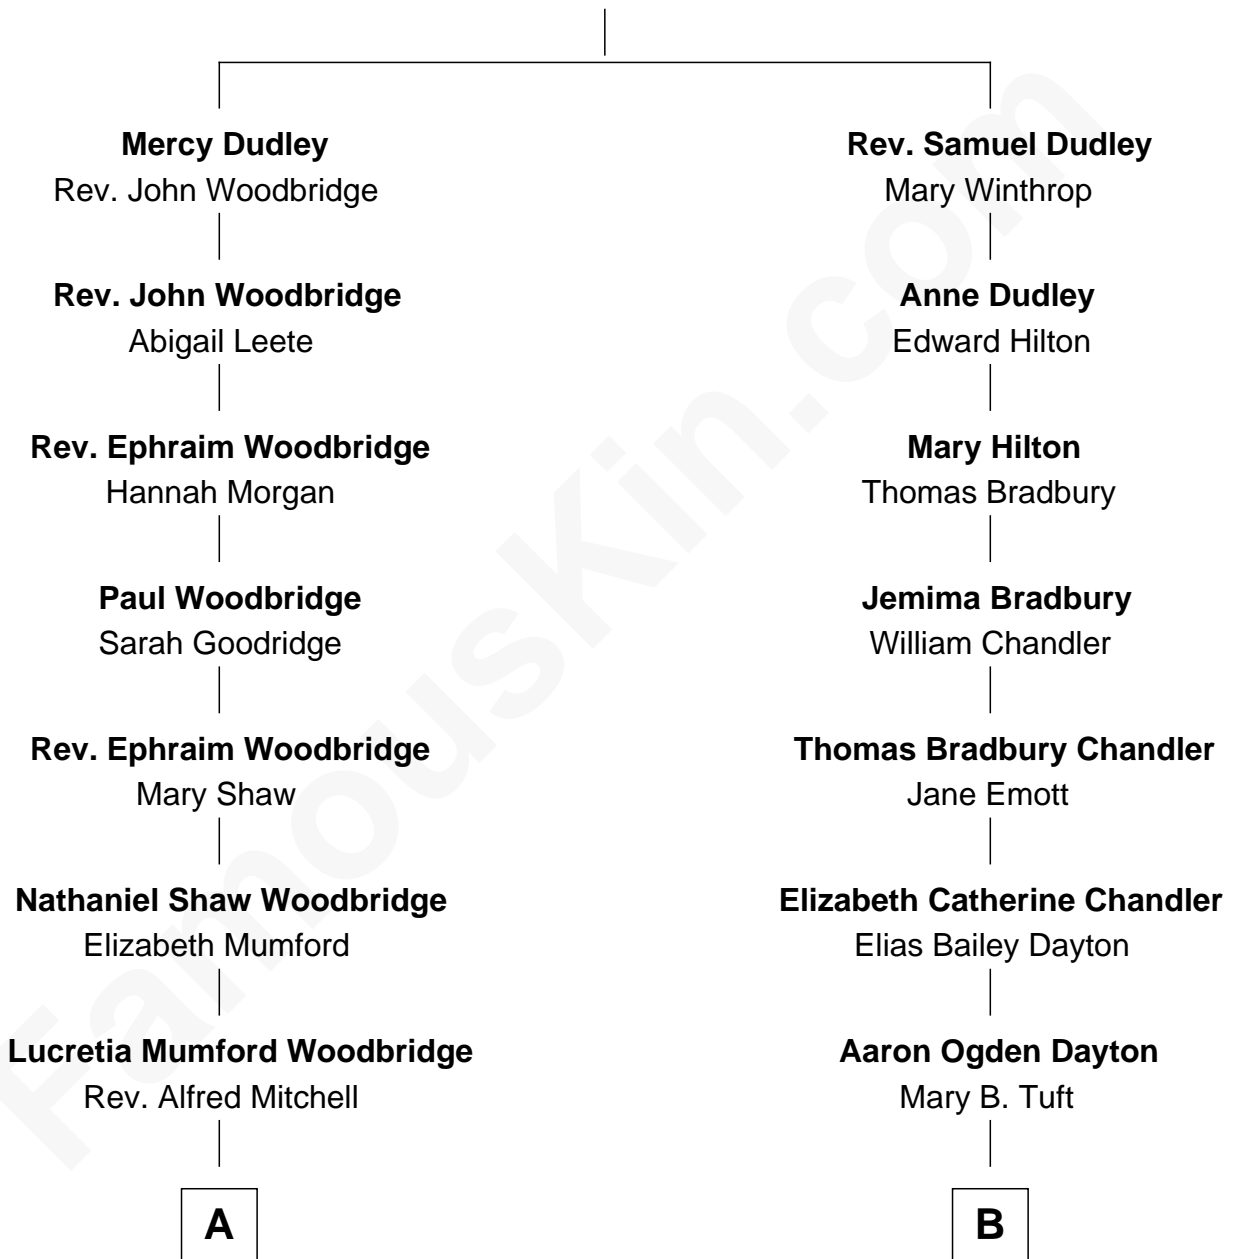 Mercy Dudley
Rev. John Woodbridge
Rev. Samuel Dudley
Mary Winthrop
Rev. John Woodbridge
Abigail Leete
Anne Dudley
Edward Hilton
Rev. Ephraim Woodbridge
Hannah Morgan
Mary Hilton
Thomas Bradbury
Paul Woodbridge
Sarah Goodridge
Jemima Bradbury
William Chandler
Rev. Ephraim Woodbridge
Mary Shaw
Thomas Bradbury Chandler
Jane Emott
Nathaniel Shaw Woodbridge
Elizabeth Mumford
Elizabeth Catherine Chandler
Elias Bailey Dayton
Lucretia Mumford Woodbridge
Rev. Alfred Mitchell
Aaron Ogden Dayton
Mary B. Tuft
A
B
FamousKin.com